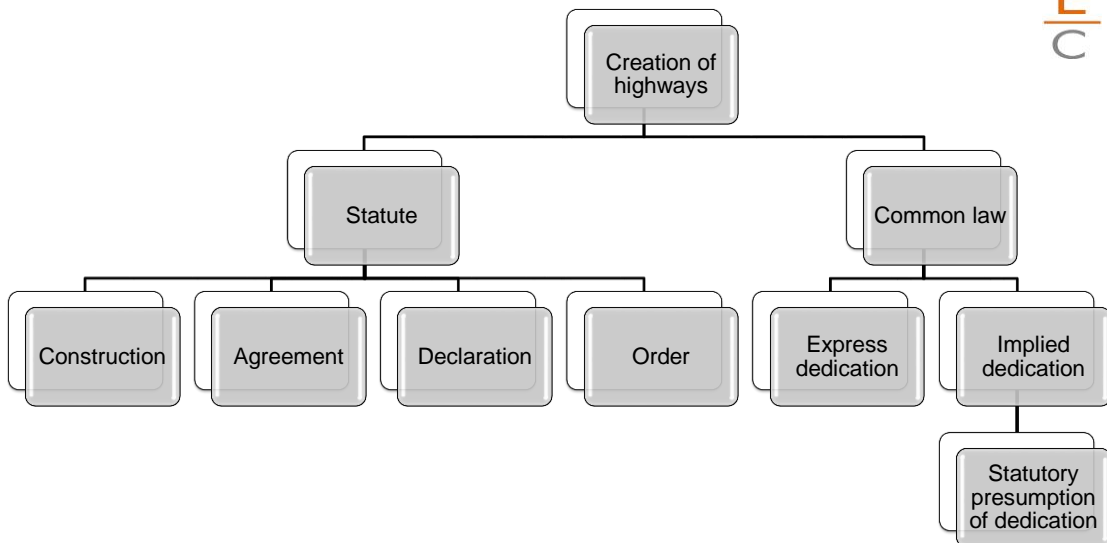 L
C
Creation of
highways
Statute
Common law
Construction
Agreement
Declaration
Order
Express
dedication
Implied
dedication
Statutory
presumption
of dedication